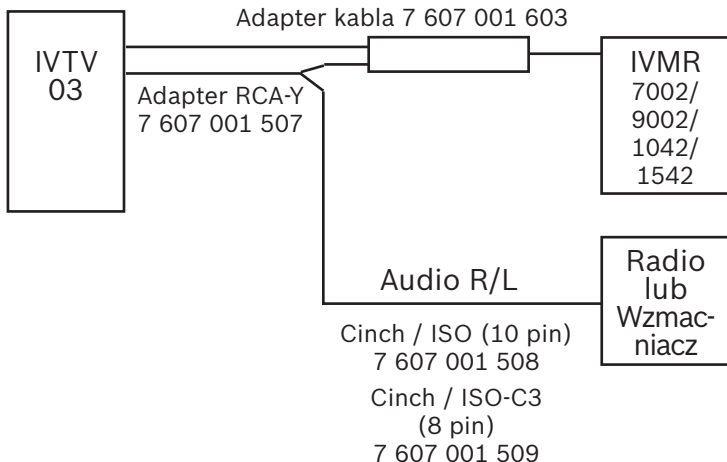 Adapter kabla 7 607 001 603
IVTV
03
Adapter RCA-Y
7 607 001 507
IVMR
7002/
9002/
1042/
1542
Audio R/L
Radio
lub
Wzmac-
niacz
Cinch / ISO (10 pin)
7 607 001 508
Cinch / ISO-C3
(8 pin)
7 607 001 509